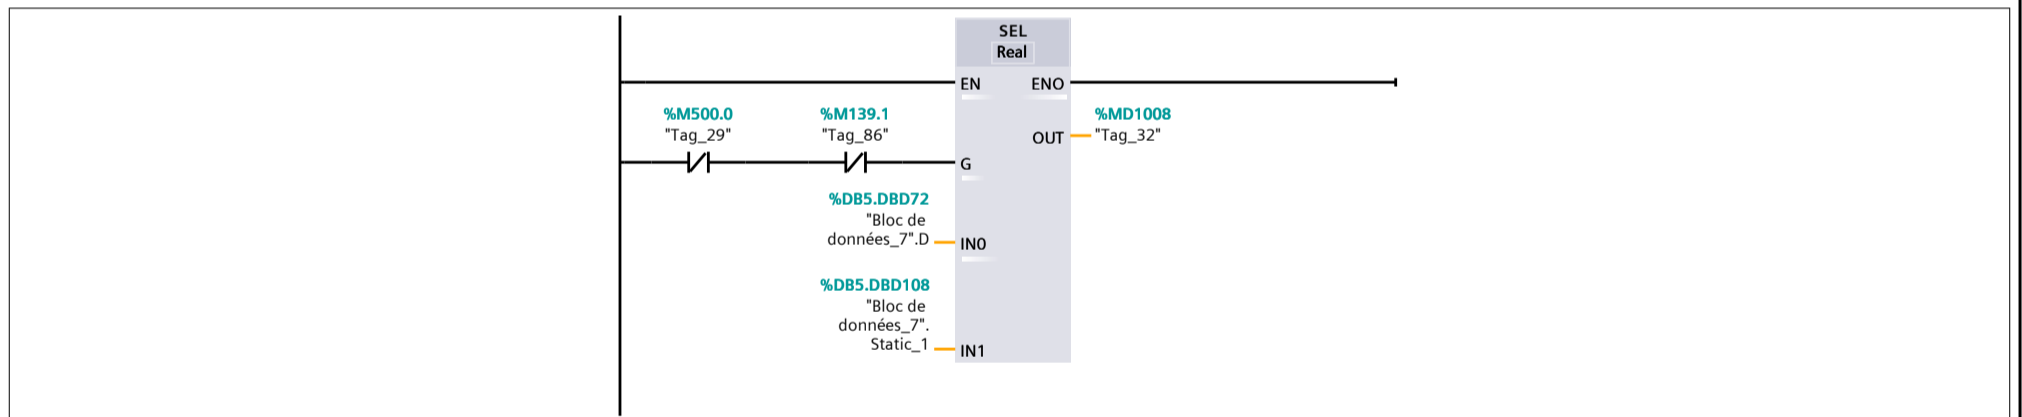 SEL
Real
EN ENO
%M500.0 %M139.1 %MD1008
"Tag_29" "Tag_86" OUT "Tag_32"
G
%DB5.DBD72
"Bloc de
données_7".D IN0
%DB5.DBD108
"Bloc de
données_7".
Static_1 IN1